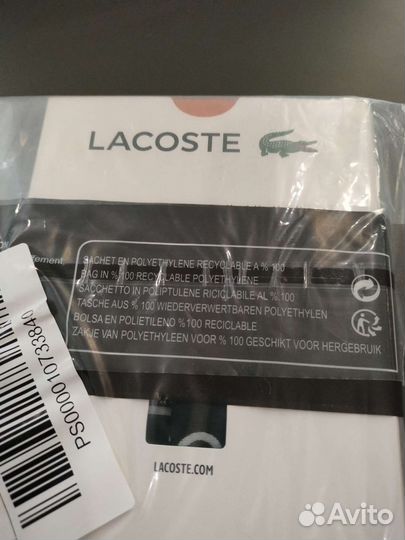 LACOSTE
SACHET EN POLYETHYLENE RECYCLABLE A % 100
BAG IN %100 RECYCLABLE POLYETHYLENE
SACCHETTO IN POLIPTULENE RICICLABILE AL % 100
TASCHE AUS % 100 WIEDERVERWERTBAREN POLYETHYLEN
BOLSA EN POLIETILENO %100 RECICLABLE
ZAKJE VAN POLYETHYLEEN VOOR % 100 GESCHIKT VOOR HERGEBRUIK
PS00001073384Q
LACOSTE.COM
Avito